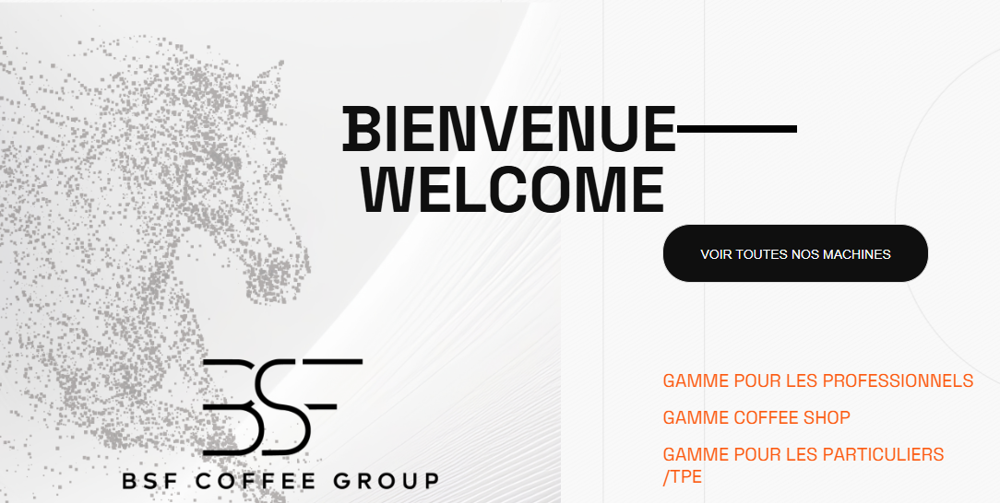 BIENVENUE
WELCOME
VOIR TOUTES NOS MACHINES
GAMME POUR LES PROFESSIONNELS
GAMME COFFEE SHOP
GAMME POUR LES PARTICULIERS
/TPE
BSF
BSF COFFEE GROUP